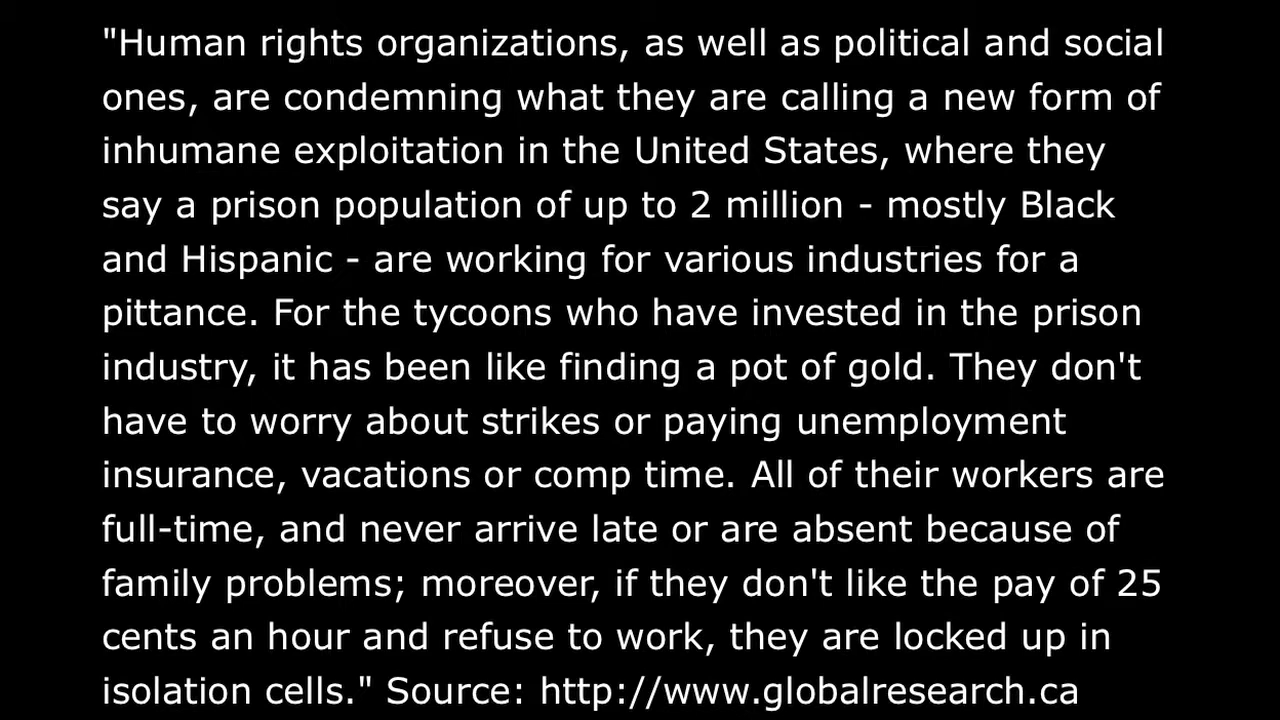 "Human rights organizations, as well as political and social
ones, are condemning what they are calling a new form of
inhumane exploitation in the United States, where they
say a prison population of up to 2 million - mostly Black
and Hispanic - are working for various industries for a
pittance. For the tycoons who have invested in the prison
industry, it has been like finding a pot of gold. They don't
have to worry about strikes or paying unemployment
insurance, vacations or comp time. All of their workers are
full-time, and never arrive late or are absent because of
family problems; moreover, if they don't like the pay of 25
cents an hour and refuse to work, they are locked up in
isolation cells." Source: http://www.globalresearch.ca